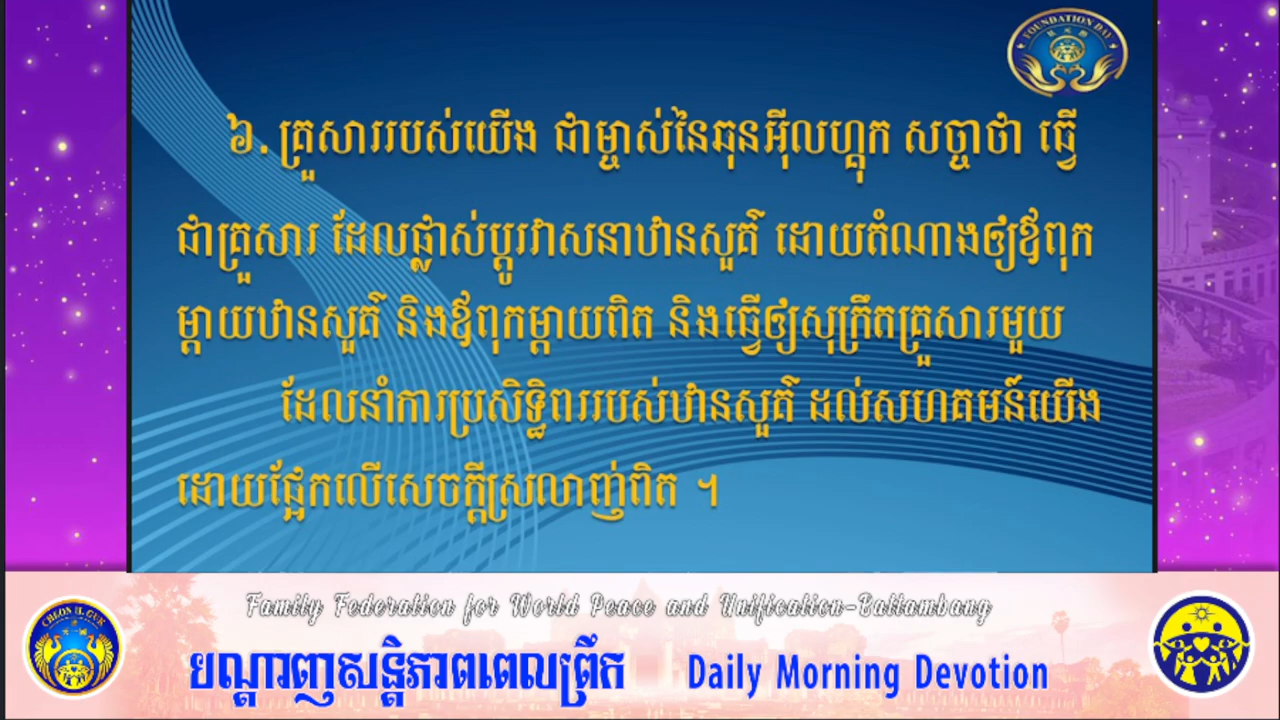 FOUNDATION DAY
៦. គ្រួសាររបស់យើង ជាម្ចាស់នៃឆុនអ៊ីលហ្គុក សច្ចាថា ធ្វើ
ជាគ្រួសារ ដែលផ្លាស់ប្តូរវាសនាឋានសួគ៌ ដោយតំណាងឲ្យឪពុក
ម្តាយឋានសួគ៌ និងឪពុកម្តាយពិត និងធ្វើឲ្យសុក្រឹតគ្រួសារមួយ
ដែលនាំការប្រសិទ្ធិពររបស់ឋានសួគ៌ ដល់សហគមន៍យើង
ដោយផ្អែកលើសេចក្តីស្រលាញ់ពិត ។
Family Federation for World Peace and Unification-Battambang
CHEON IL GUK
បណ្តាញសន្តិភាពពេលព្រឹក Daily Morning Devotion